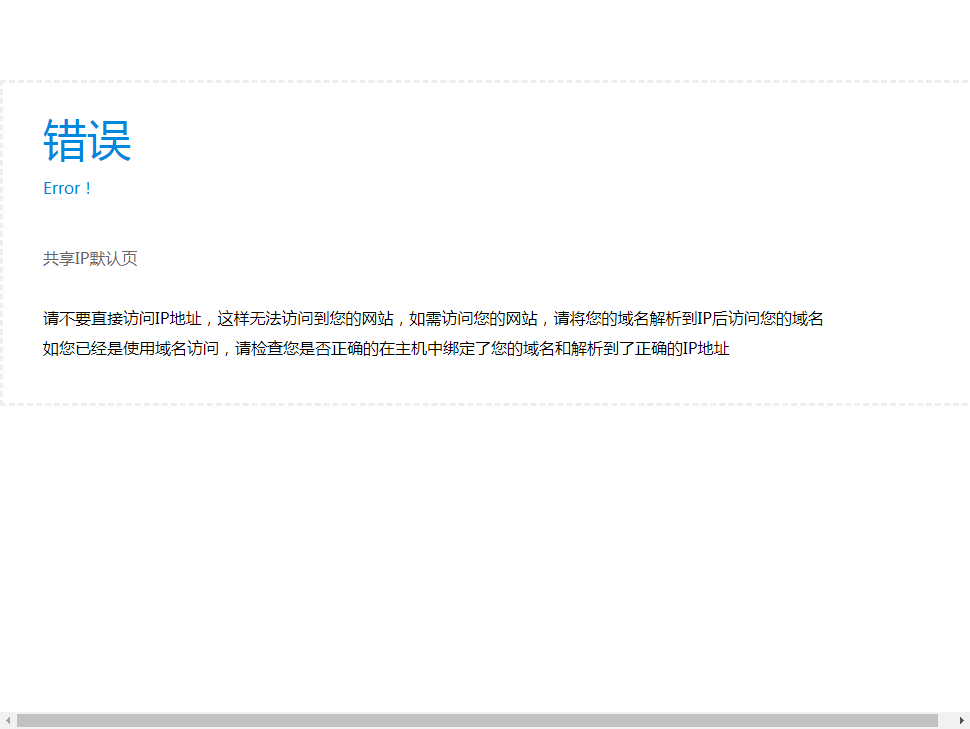 错误
Error！
共享IP默认页
请不要直接访问IP地址，这样无法访问到您的网站，如需访问您的网站，请将您的域名解析到IP后访问您的域名
如您已经是使用域名访问，请检查您是否正确的在主机中绑定了您的域名和解析到了正确的IP地址